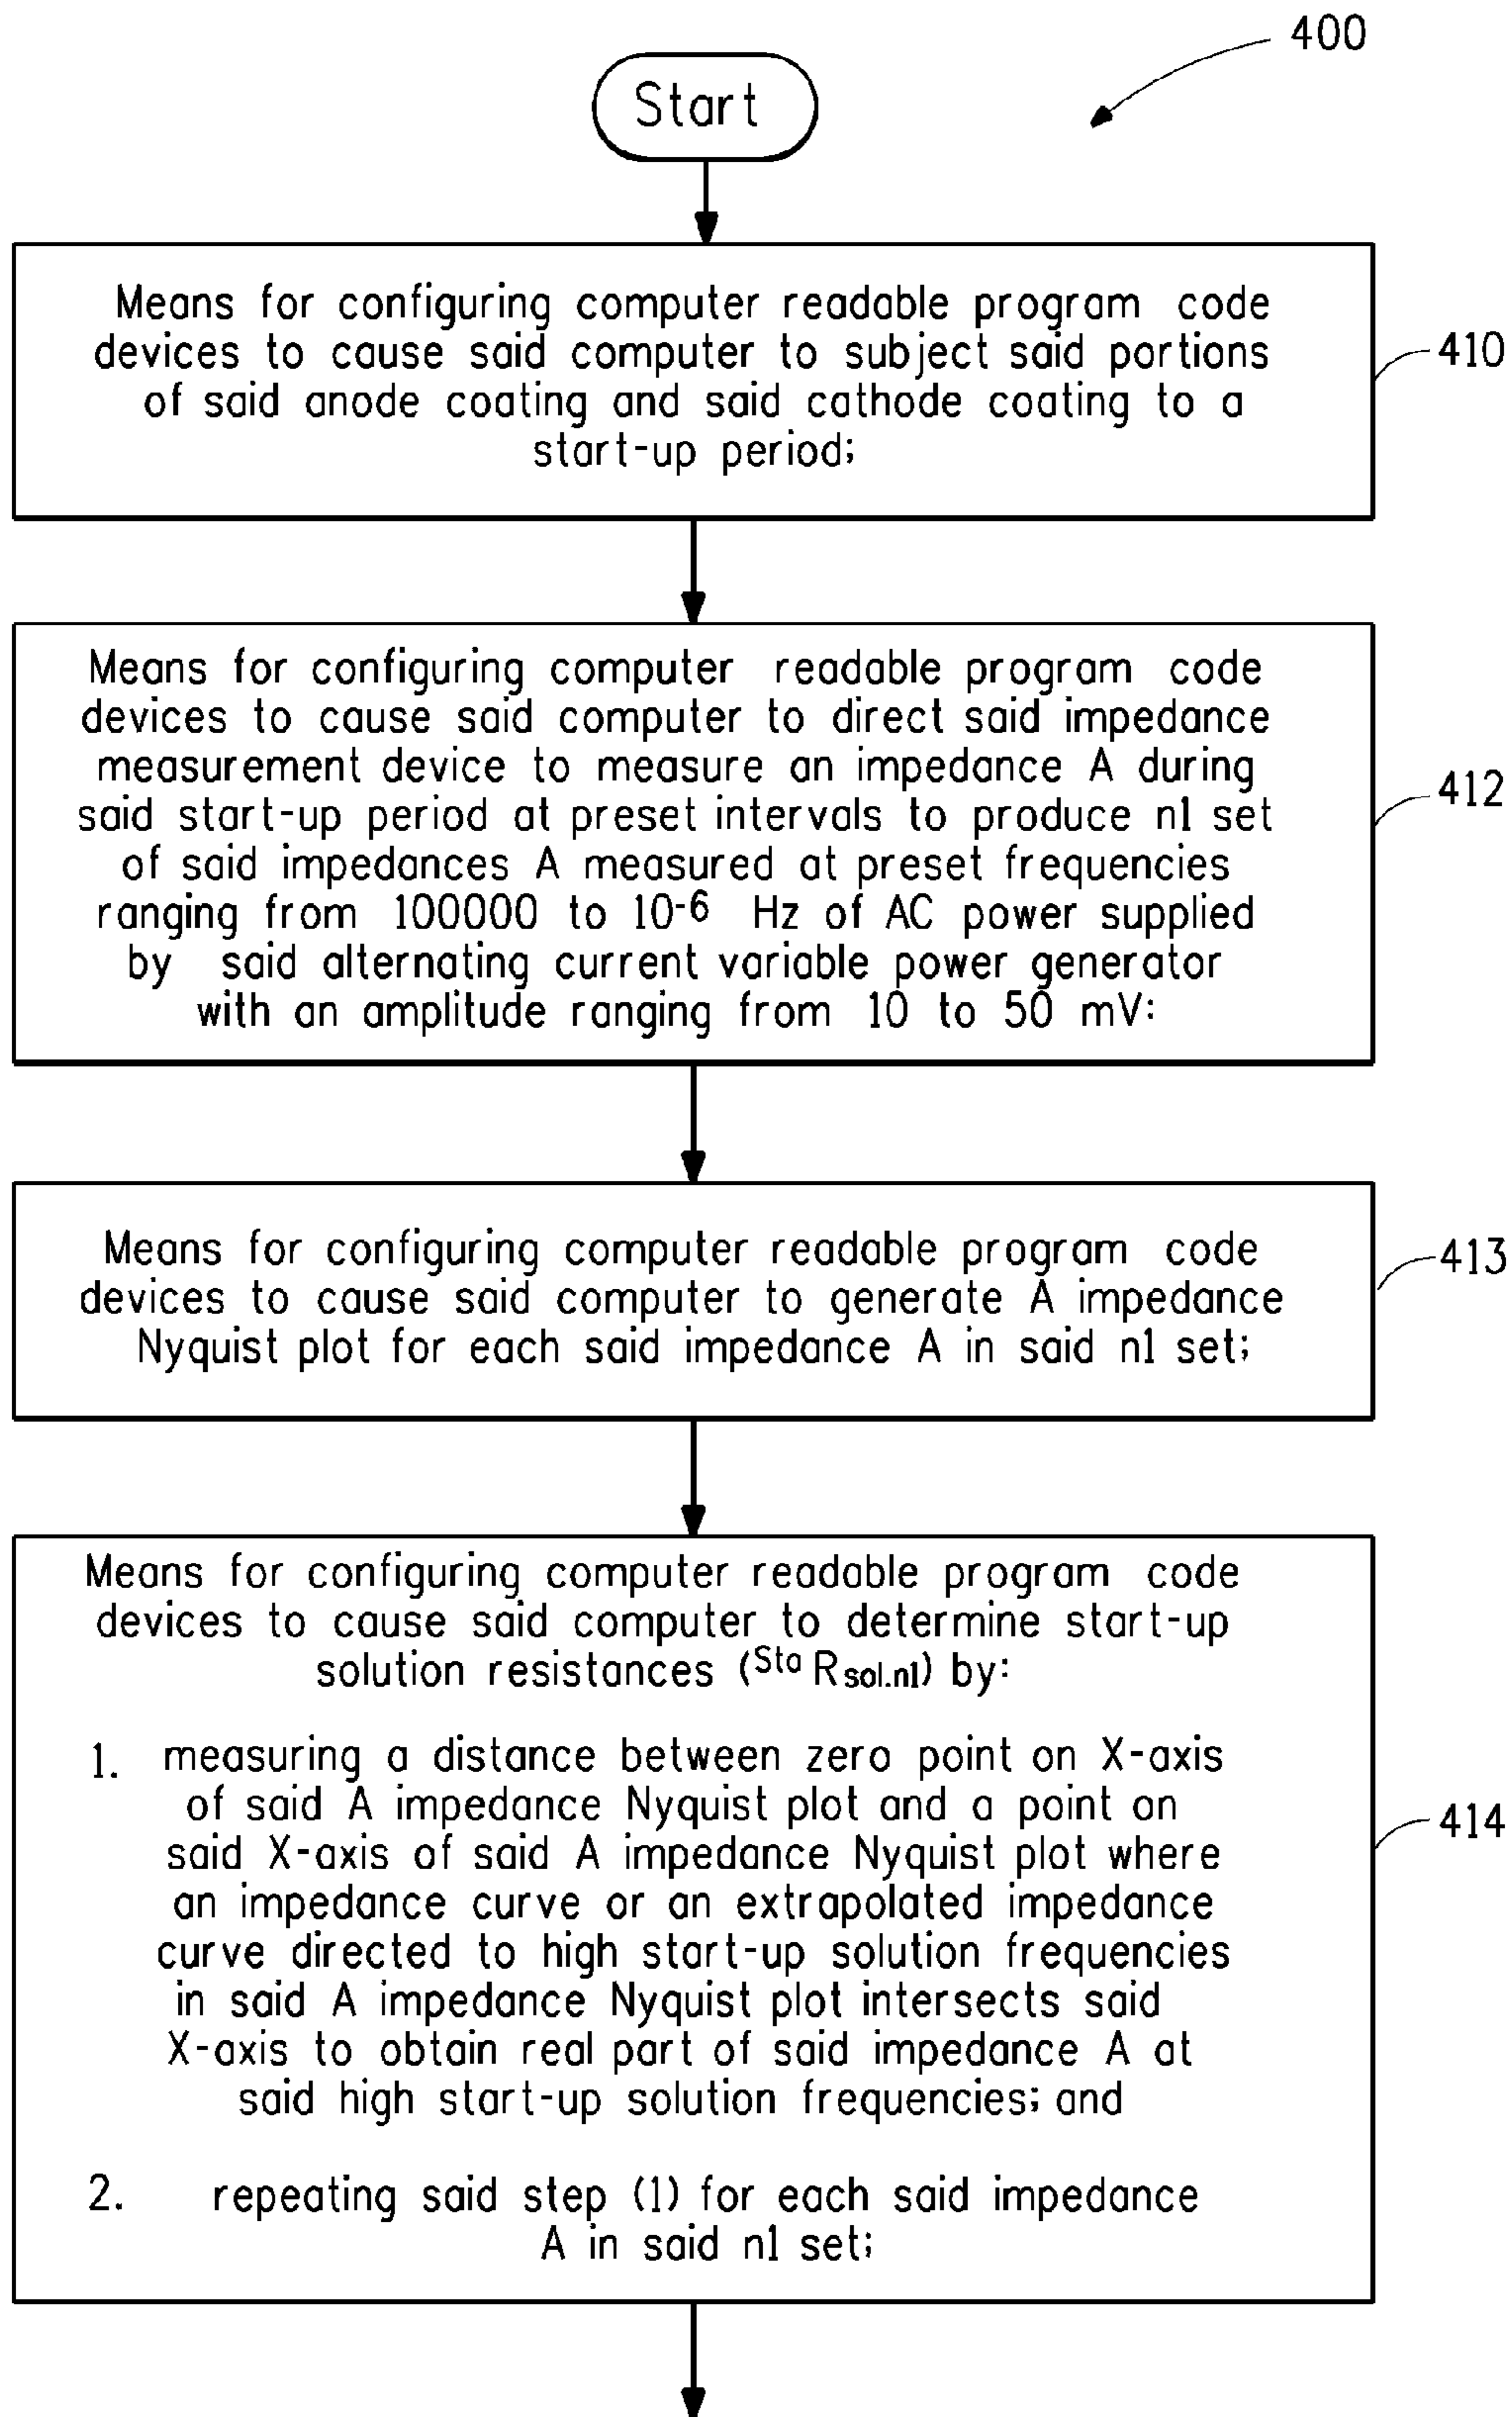 400
Start
Means for configuring computer readable program code
devices to cause said computer to subject said portions
of said anode coating and said cathode coating to a
start-up period;
410
Means for configuring computer readable program code
devices to cause said computer to direct said impedance
measurement device to measure an impedance A during
said start-up period at preset intervals to produce n1 set
of said impedances A measured at preset frequencies
ranging from 100000 to 10⁻⁶ Hz of AC power supplied
by said alternating current variable power generator
with an amplitude ranging from 10 to 50 mV:
412
Means for configuring computer readable program code
devices to cause said computer to generate A impedance
Nyquist plot for each said impedance A in said n1 set;
413
Means for configuring computer readable program code
devices to cause said computer to determine start-up
solution resistances (Sta Rsol.n1) by:
1. measuring a distance between zero point on X-axis
of said A impedance Nyquist plot and a point on
said X-axis of said A impedance Nyquist plot where
an impedance curve or an extrapolated impedance
curve directed to high start-up solution frequencies
in said A impedance Nyquist plot intersects said
X-axis to obtain real part of said impedance A at
said high start-up solution frequencies; and
2. repeating said step (1) for each said impedance
A in said n1 set;
414